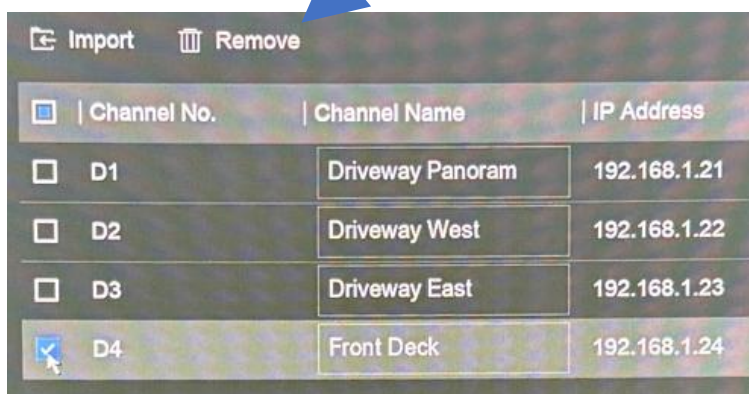 Import Remove
Channel No. Channel Name IP Address
D1 Driveway Panoram 192.168.1.21
D2 Driveway West 192.168.1.22
D3 Driveway East 192.168.1.23
D4 Front Deck 192.168.1.24